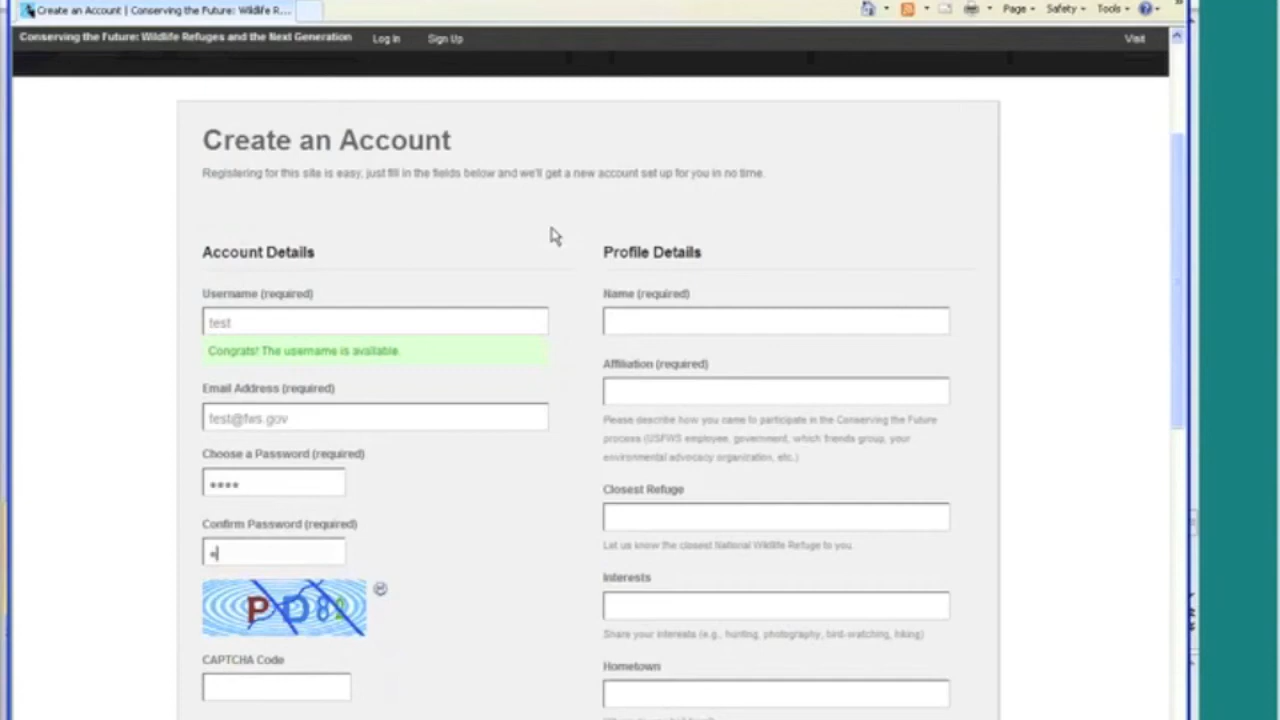 Create an Account | Conserving the Future: Wildlife R...
Page
Safety
Tools
Conserving the Future: Wildlife Refuges and the Next Generation
Log In
Sign Up
Visit
Create an Account
Registering for this site is easy, just fill in the fields below and we'll get a new account set up for you in no time.
Account Details
Username (required)
test
Congrats! The username is available.
Email Address (required)
test@fws.gov
Choose a Password (required)
••••
Confirm Password (required)
•
PD82
CAPTCHA Code
Profile Details
Name (required)
Affiliation (required)
Please describe how you came to participate in the Conserving the Future
process (USFWS employee, government, which friends group, your
environmental advocacy organization, etc.)
Closest Refuge
Let us know the closest National Wildlife Refuge to you.
Interests
Share your interests (e.g., hunting, photography, bird-watching, hiking)
Hometown